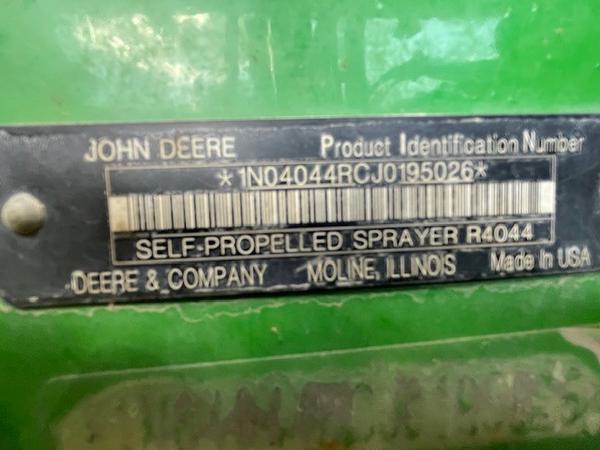 JOHN DEERE Product Identification Number
*1N04044RCJ0195026*
SELF-PROPELLED SPRAYER R4044
DEERE & COMPANY MOLINE, ILLINOIS Made In USA